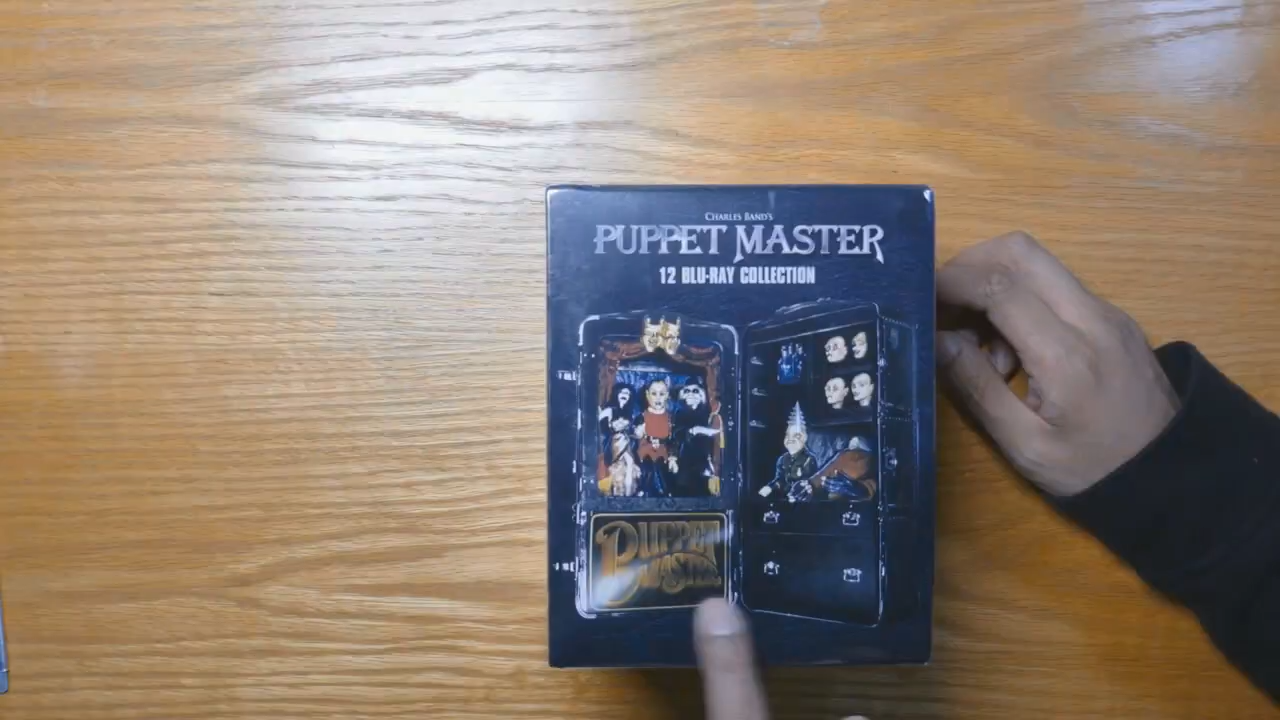 CHARLES BAND'S
PUPPET MASTER
12 BLU-RAY COLLECTION
PUPPET
MASTER